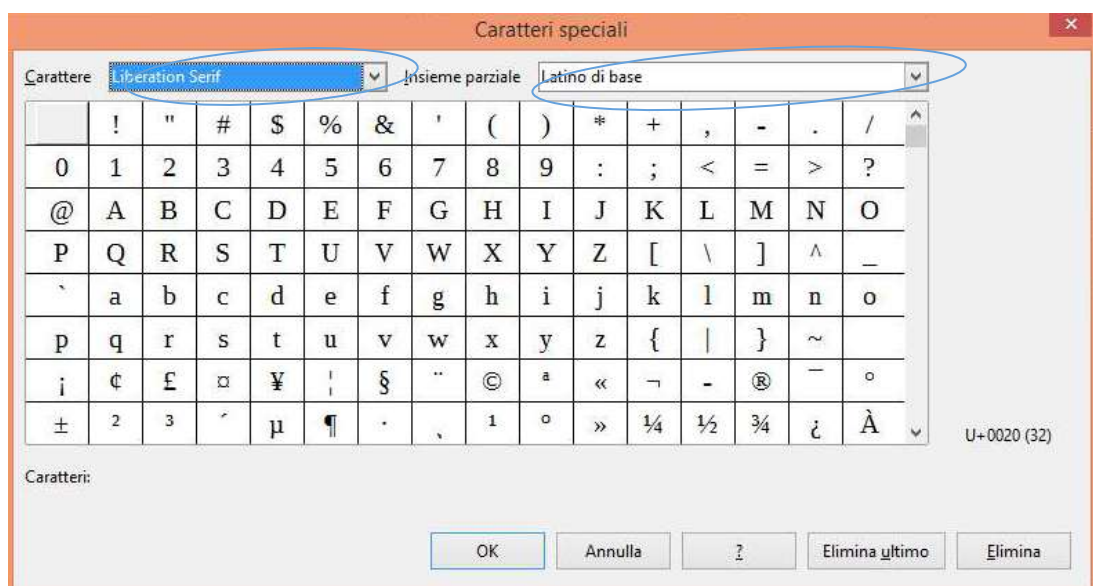 Caratteri speciali
Carattere Liberation Serif Insieme parziale Latino di base
! " # $ % & ' ( ) * + , - . /
0 1 2 3 4 5 6 7 8 9 : ; < = > ?
@ A B C D E F G H I J K L M N O
P Q R S T U V W X Y Z [ \ ] ^ _
` a b c d e f g h i j k l m n o
p q r s t u v w x y z { | } ~
¡ ¢ £ ¤ ¥ ¦ § ¨ © ª « ¬ - ® ¯ °
± ² ³ ´ µ ¶ · ¸ ¹ º » ¼ ½ ¾ ¿ À
U+0020 (32)
Caratteri:
OK Annulla ? Elimina ultimo Elimina